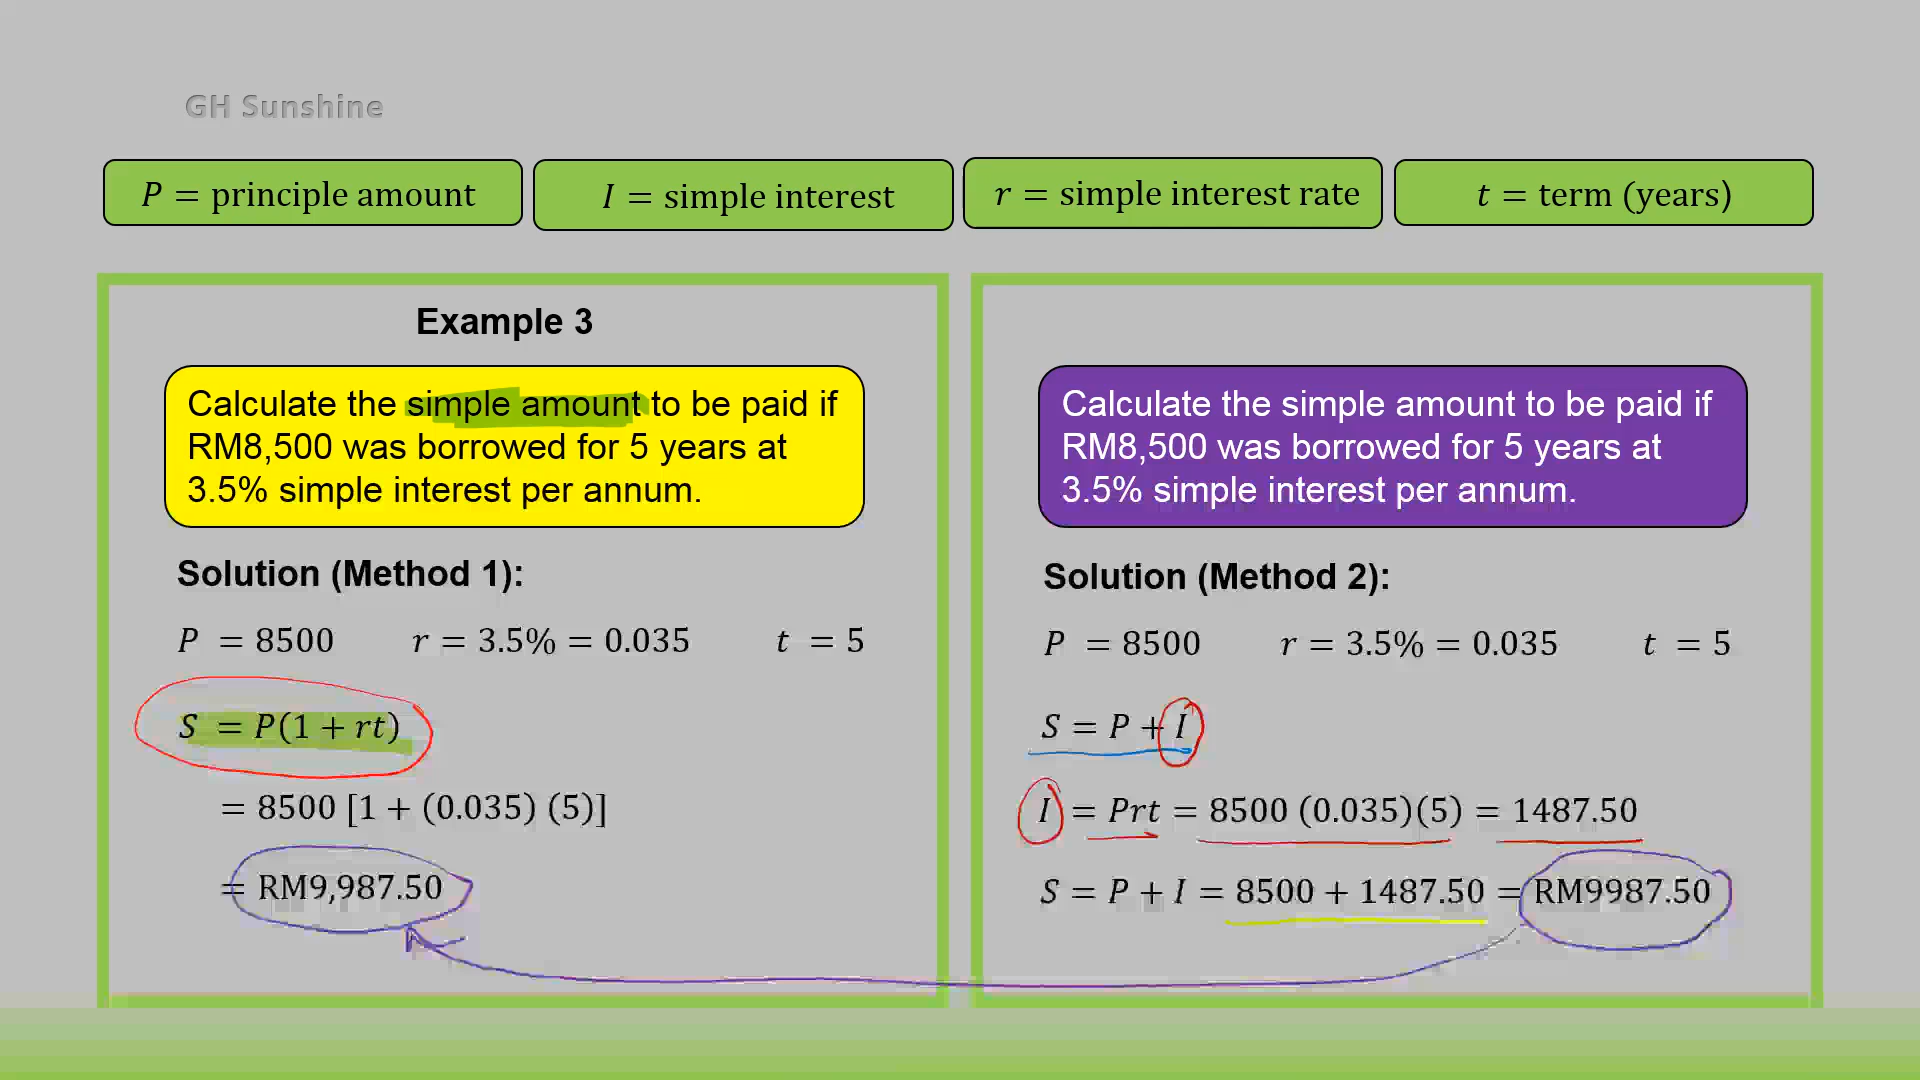 GH Sunshine
P = principle amount
I = simple interest
r = simple interest rate
t = term (years)
Example 3
Calculate the simple amount to be paid if
RM8,500 was borrowed for 5 years at
3.5% simple interest per annum.
Solution (Method 1):
P = 8500 r = 3.5% = 0.035 t = 5
S = P(1 + rt)
= 8500 [1 + (0.035) (5)]
= RM9,987.50
Calculate the simple amount to be paid if
RM8,500 was borrowed for 5 years at
3.5% simple interest per annum.
Solution (Method 2):
P = 8500 r = 3.5% = 0.035 t = 5
S = P + I
I = Prt = 8500 (0.035)(5) = 1487.50
S = P + I = 8500 + 1487.50 = RM9987.50